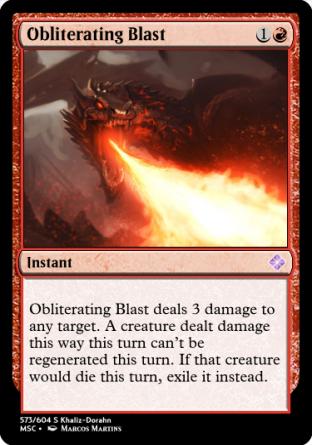 Obliterating Blast 1
Instant
Obliterating Blast deals 3 damage to
any target. A creature dealt damage
this way this turn can't be
regenerated this turn. If that creature
would die this turn, exile it instead.
573/604 S Khaliz-Dorahn
MSC • Marcos Martins